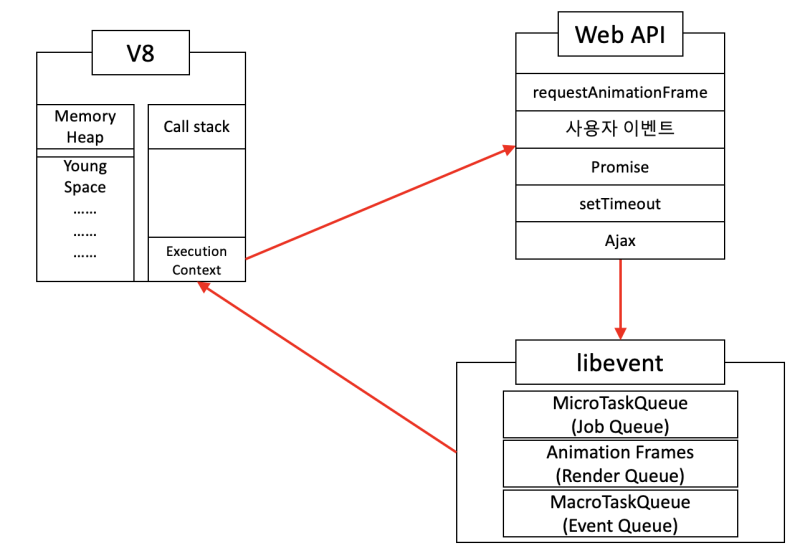 V8
Memory
Heap
Young
Space
......
......
......
Call stack
Execution
Context
Web API
requestAnimationFrame
사용자 이벤트
Promise
setTimeout
Ajax
libevent
MicroTaskQueue
(Job Queue)
Animation Frames
(Render Queue)
MacroTaskQueue
(Event Queue)